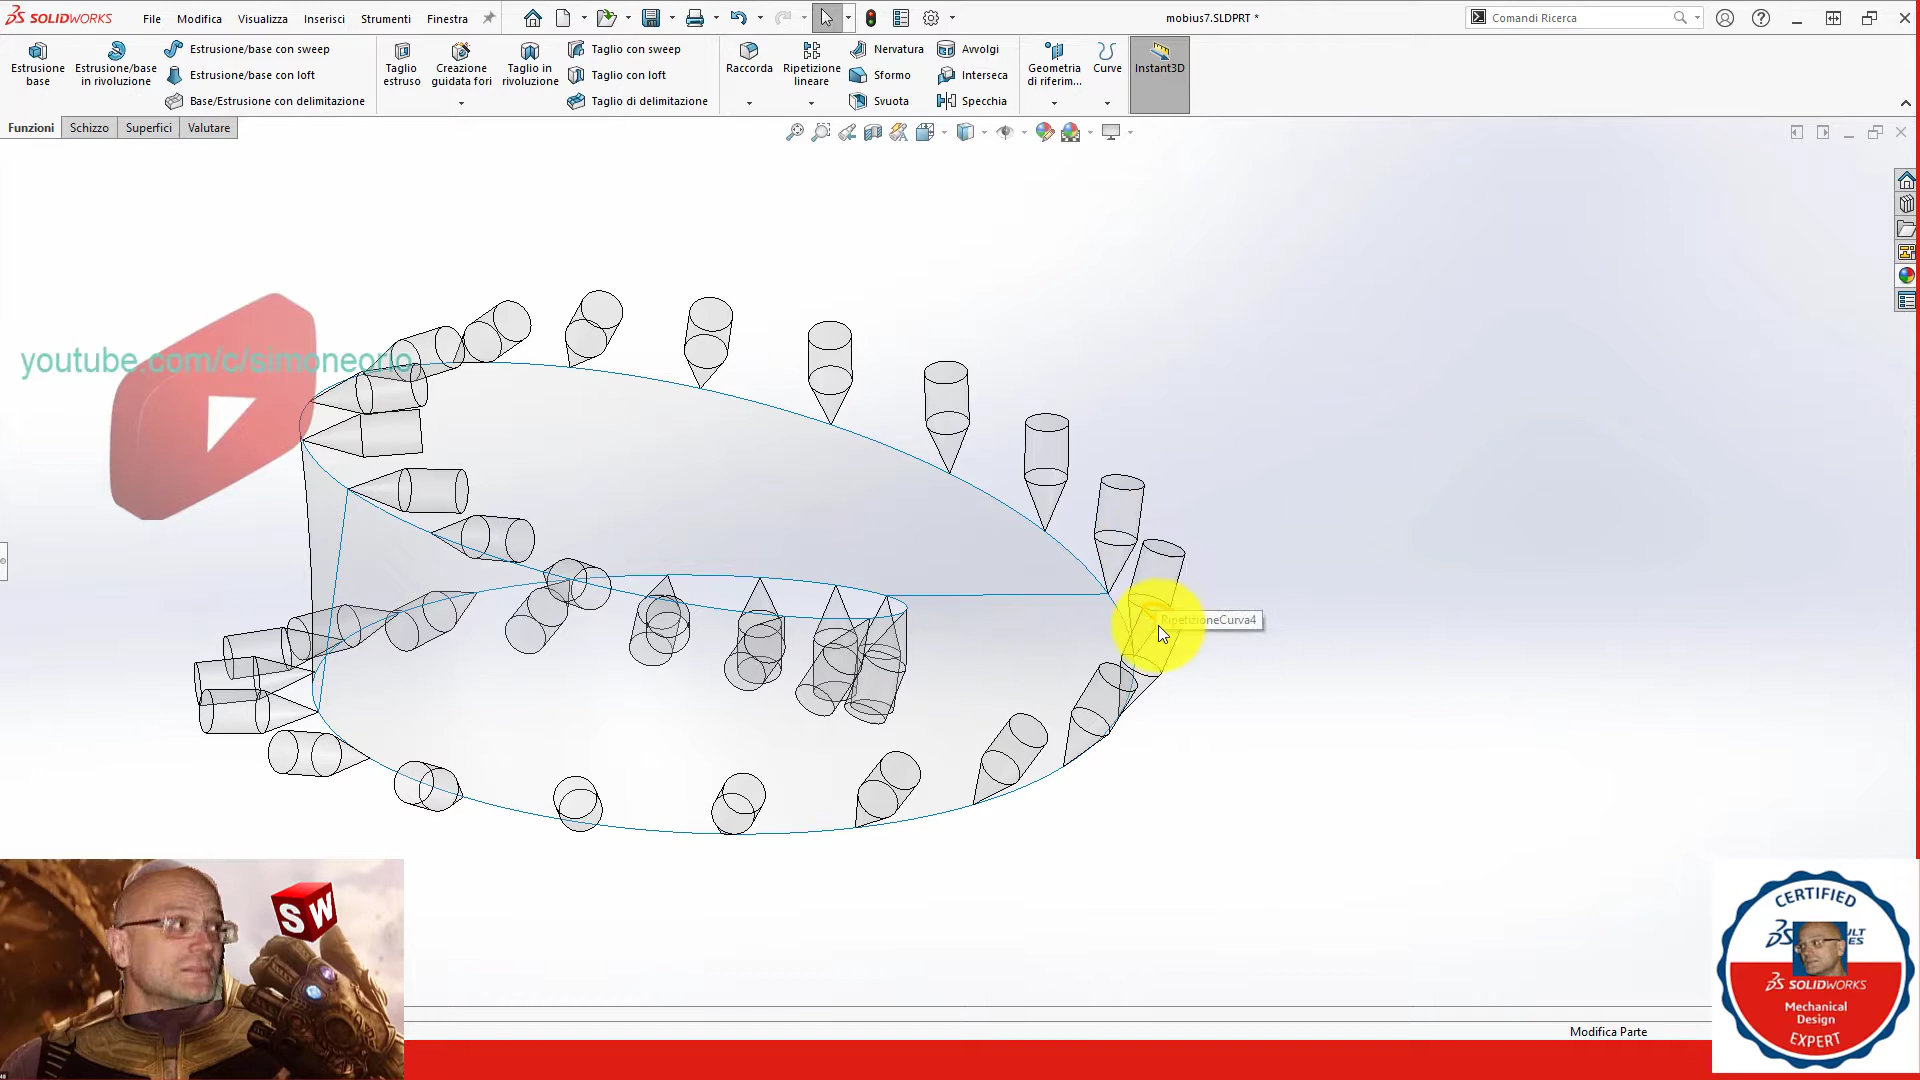 SOLIDWORKS
File
Modifica
Visualizza
Inserisci
Strumenti
Finestra
mobius7.SLDPRT *
Comandi Ricerca
Estrusione
base
Estrusione/base
in rivoluzione
Estrusione/base con sweep
Estrusione/base con loft
Base/Estrusione con delimitazione
Taglio
estruso
Creazione
guidata fori
Taglio in
rivoluzione
Taglio con sweep
Taglio con loft
Taglio di delimitazione
Raccorda
Ripetizione
lineare
Nervatura
Sformo
Svuota
Avvolgi
Interseca
Specchia
Geometria
di riferim...
Curve
Instant3D
Funzioni
Schizzo
Superfici
Valutare
youtube.com/c/simoneorlo
RipetizioneCurva4
SW
Modifica Parte
CERTIFIED
SOLIDWORKS
Mechanical
Design
EXPERT